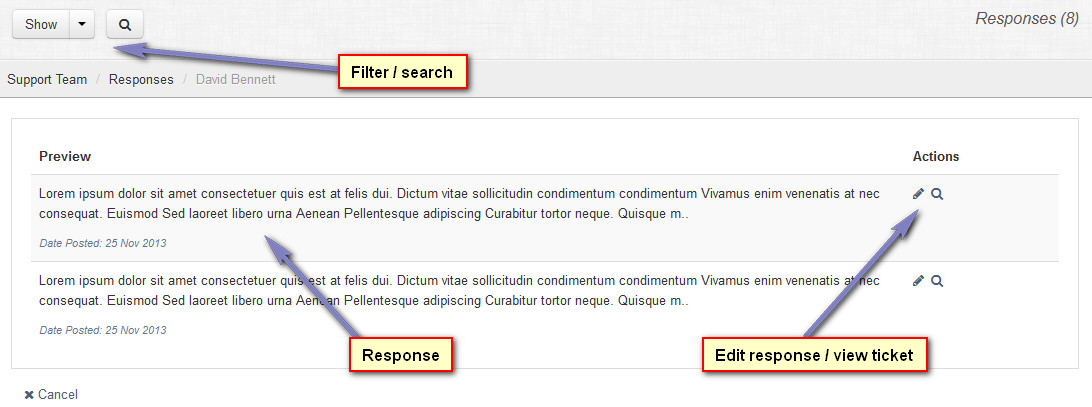 Show
Responses (8)
Filter / search
Support Team / Responses / David Bennett
Preview
Actions
Lorem ipsum dolor sit amet consectetuer quis est at felis dui. Dictum vitae sollicitudin condimentum condimentum Vivamus enim venenatis at nec
consequat. Euismod Sed laoreet libero urna Aenean Pellentesque adipiscing Curabitur tortor neque. Quisque m..
Date Posted: 25 Nov 2013
Lorem ipsum dolor sit amet consectetuer quis est at felis dui. Dictum vitae sollicitudin condimentum condimentum Vivamus enim venenatis at nec
consequat. Euismod Sed laoreet libero urna Aenean Pellentesque adipiscing Curabitur tortor neque. Quisque m..
Date Posted: 25 Nov 2013
Response
Edit response / view ticket
Cancel